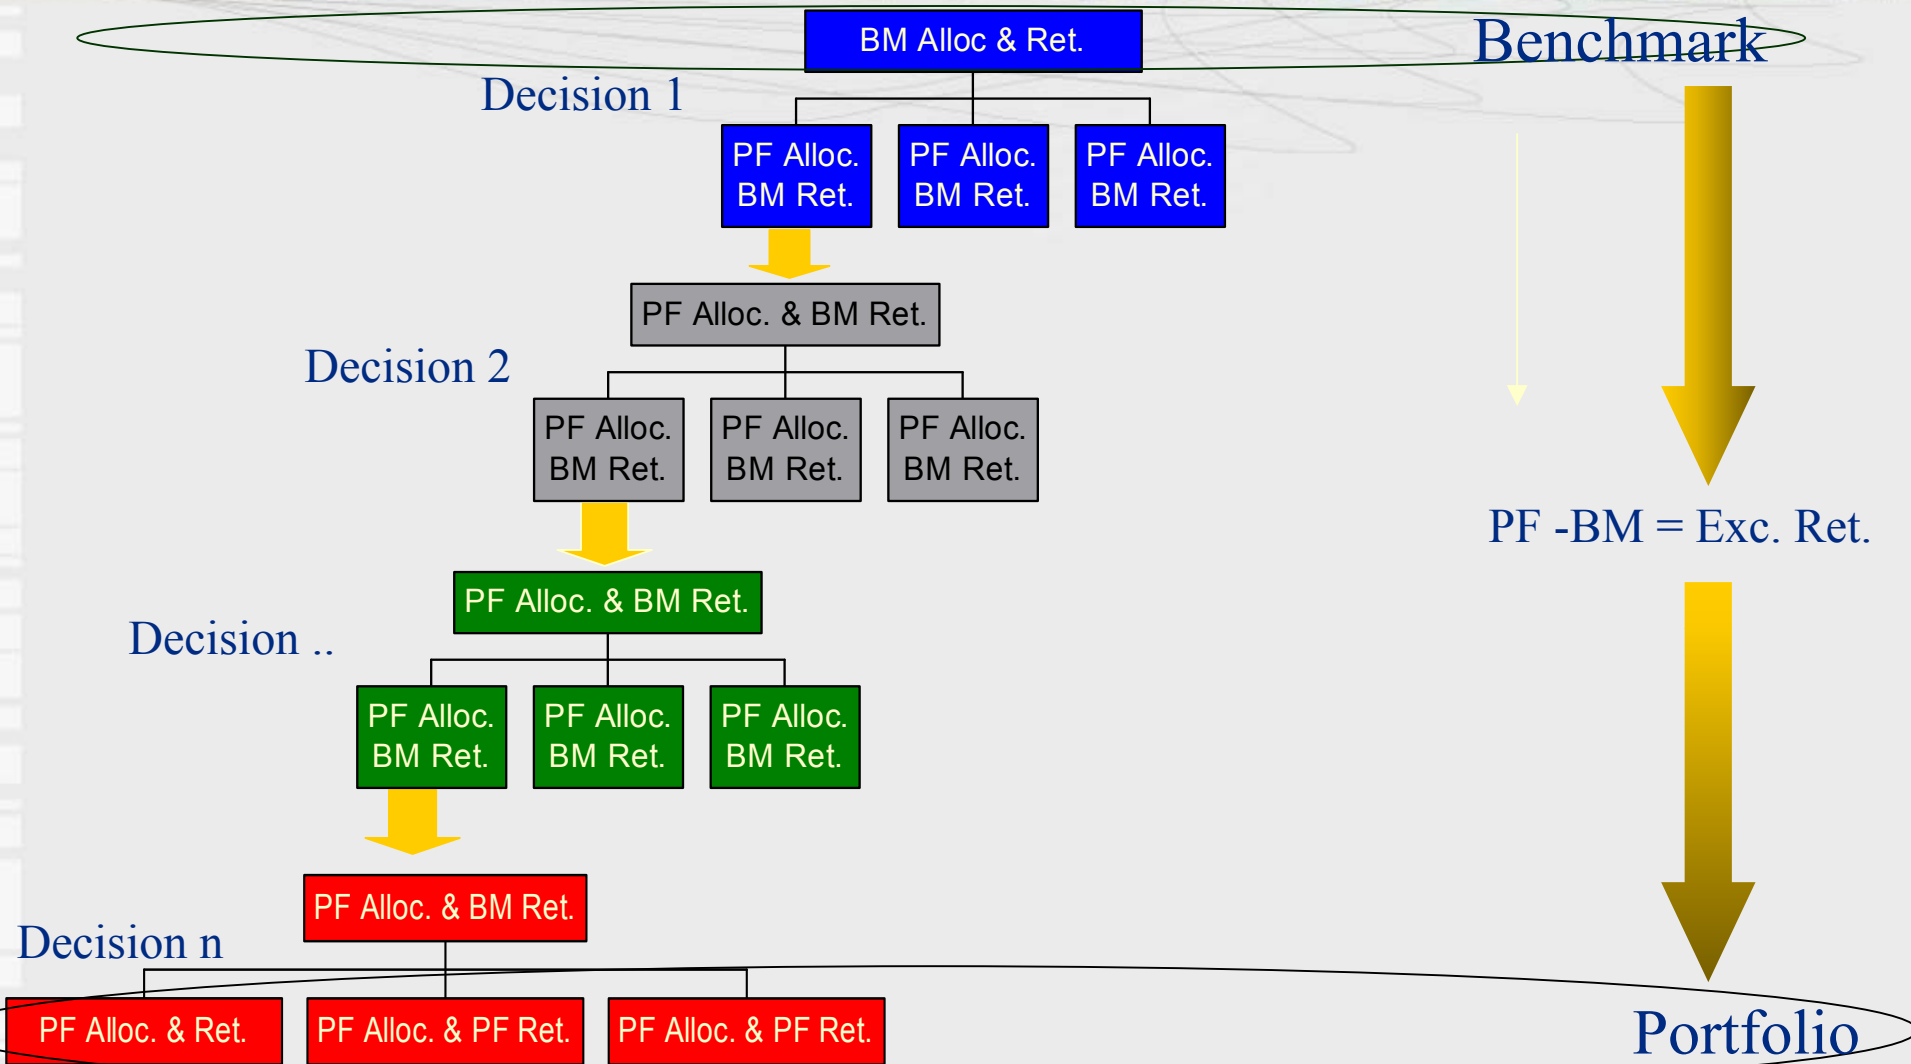 BM Alloc & Ret.
Benchmark
Decision 1
PF Alloc.
BM Ret.
PF Alloc.
BM Ret.
PF Alloc.
BM Ret.
PF Alloc. & BM Ret.
Decision 2
PF Alloc.
BM Ret.
PF Alloc.
BM Ret.
PF Alloc.
BM Ret.
PF -BM = Exc. Ret.
PF Alloc. & BM Ret.
Decision ..
PF Alloc.
BM Ret.
PF Alloc.
BM Ret.
PF Alloc.
BM Ret.
PF Alloc. & BM Ret.
Decision n
PF Alloc. & Ret.
PF Alloc. & PF Ret.
PF Alloc. & PF Ret.
Portfolio